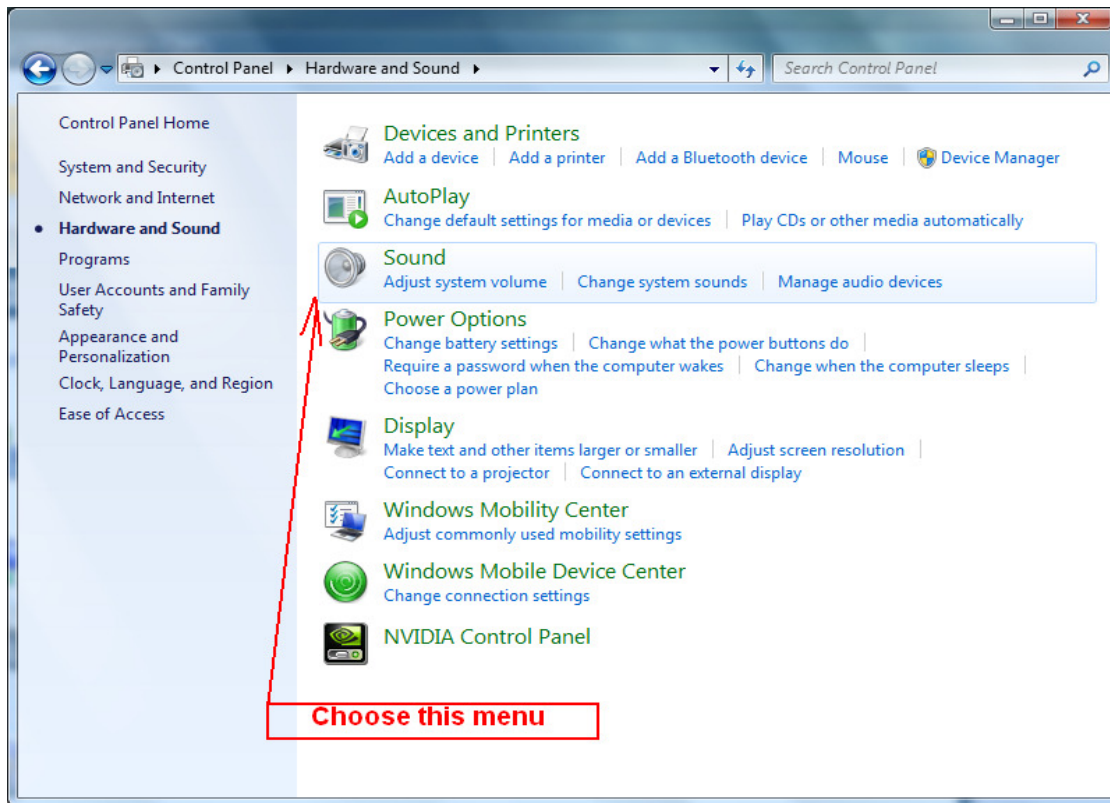 Control Panel Hardware and Sound Search Control Panel
Control Panel Home
System and Security
Network and Internet
Hardware and Sound
Programs
User Accounts and Family
Safety
Appearance and
Personalization
Clock, Language, and Region
Ease of Access
Devices and Printers
Add a device Add a printer Add a Bluetooth device Mouse Device Manager
AutoPlay
Change default settings for media or devices Play CDs or other media automatically
Sound
Adjust system volume Change system sounds Manage audio devices
Power Options
Change battery settings Change what the power buttons do
Require a password when the computer wakes Change when the computer sleeps
Choose a power plan
Display
Make text and other items larger or smaller Adjust screen resolution
Connect to a projector Connect to an external display
Windows Mobility Center
Adjust commonly used mobility settings
Windows Mobile Device Center
Change connection settings
NVIDIA Control Panel
Choose this menu